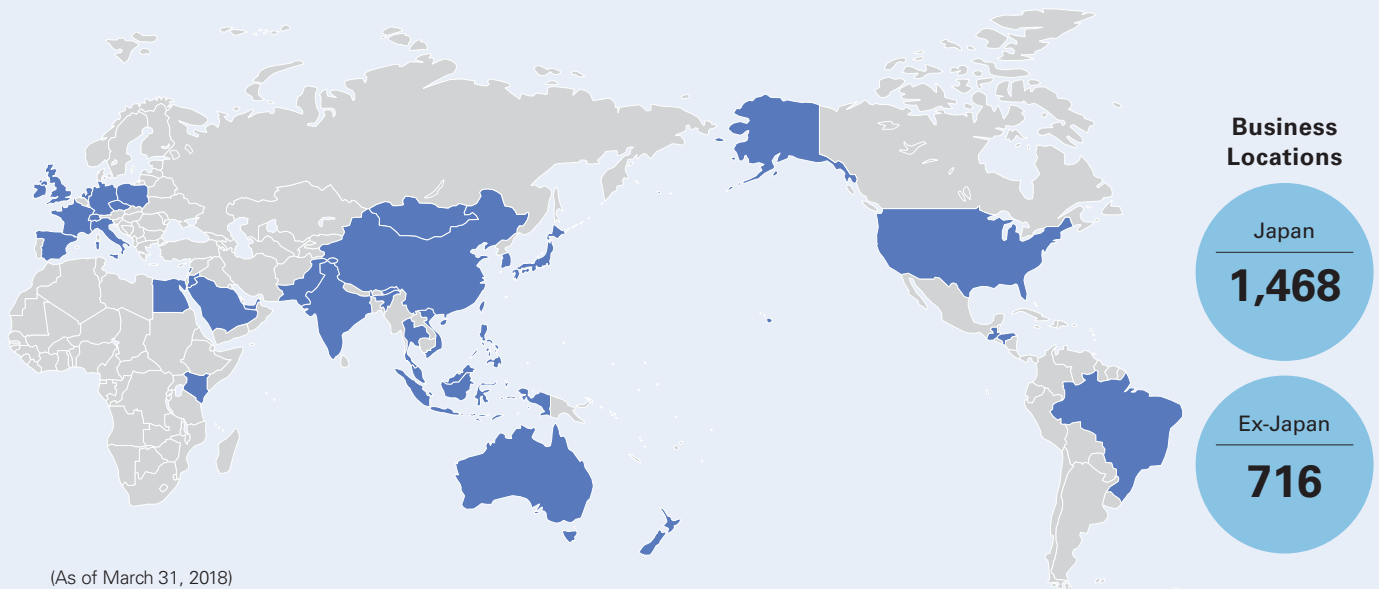 Business
Locations
Japan
1,468
Ex-Japan
716
(As of March 31, 2018)